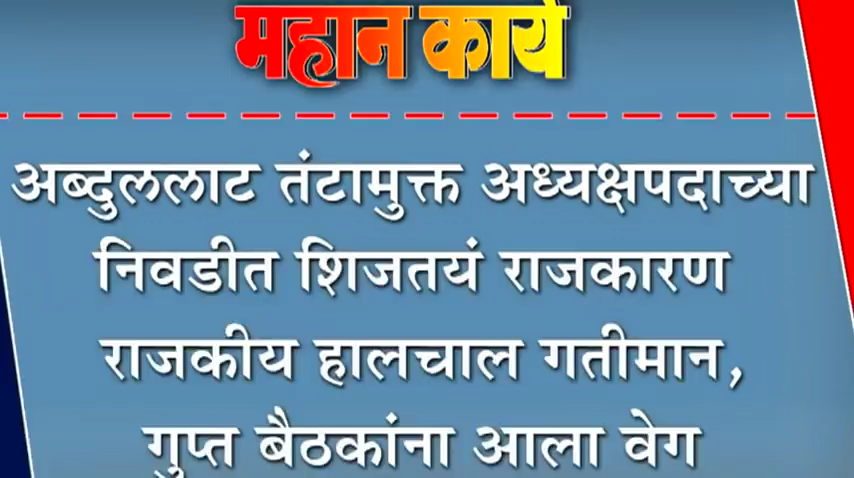 महान कार्य
अब्दुललाट तंटामुक्त अध्यक्षपदाच्या
निवडीत शिजतयं राजकारण
राजकीय हालचाल गतीमान,
गुप्त बैठकांना आला वेग